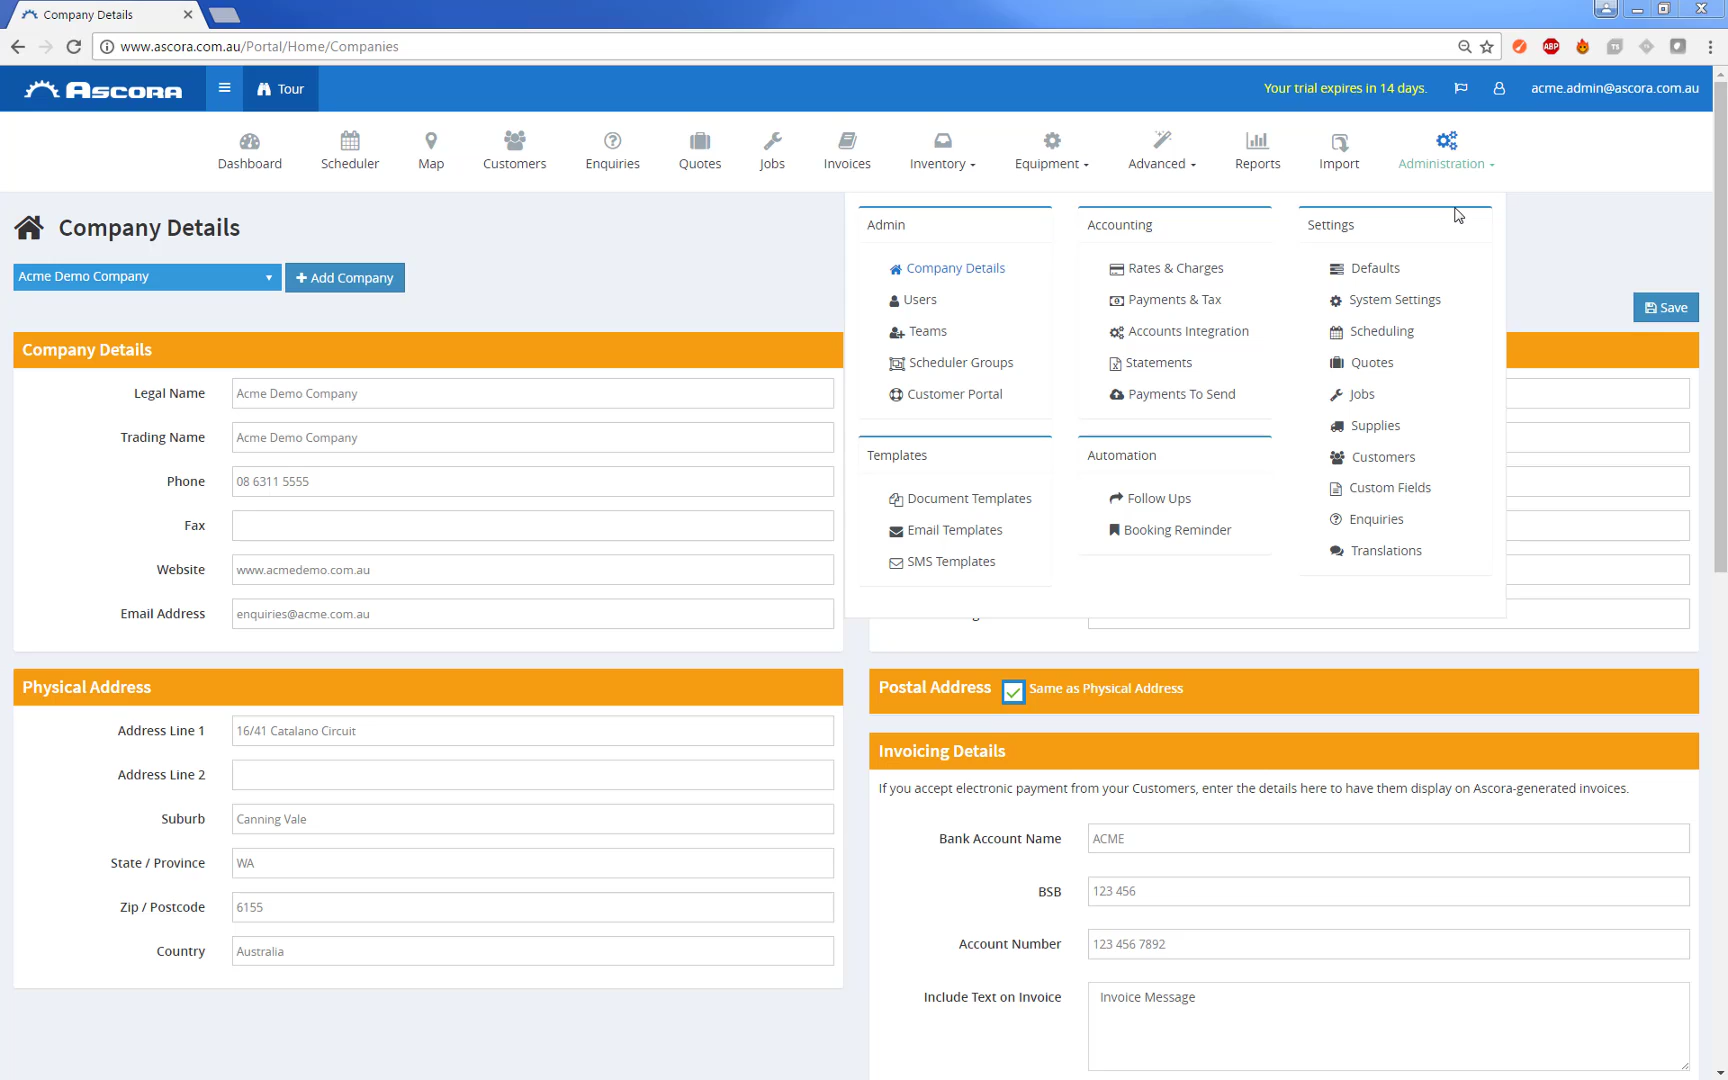 Company Details
www.ascora.com.au/Portal/Home/Companies
ABP
ASCORA
Tour
Your trial expires in 14 days.
acme.admin@ascora.com.au
Dashboard
Scheduler
Map
Customers
Enquiries
Quotes
Jobs
Invoices
Inventory
Equipment
Advanced
Reports
Import
Administration
Company Details
Acme Demo Company
Add Company
Save
Admin
Company Details
Users
Teams
Scheduler Groups
Customer Portal
Templates
Document Templates
Email Templates
SMS Templates
Accounting
Rates & Charges
Payments & Tax
Accounts Integration
Statements
Payments To Send
Automation
Follow Ups
Booking Reminder
Settings
Defaults
System Settings
Scheduling
Quotes
Jobs
Supplies
Customers
Custom Fields
Enquiries
Translations
Company Details
Legal Name Acme Demo Company
Trading Name Acme Demo Company
Phone 08 6311 5555
Fax
Website www.acmedemo.com.au
Email Address enquiries@acme.com.au
Physical Address
Address Line 1 16/41 Catalano Circuit
Address Line 2
Suburb Canning Vale
State / Province WA
Zip / Postcode 6155
Country Australia
Postal Address Same as Physical Address
Invoicing Details
If you accept electronic payment from your Customers, enter the details here to have them display on Ascora-generated invoices.
Bank Account Name ACME
BSB 123 456
Account Number 123 456 7892
Include Text on Invoice Invoice Message